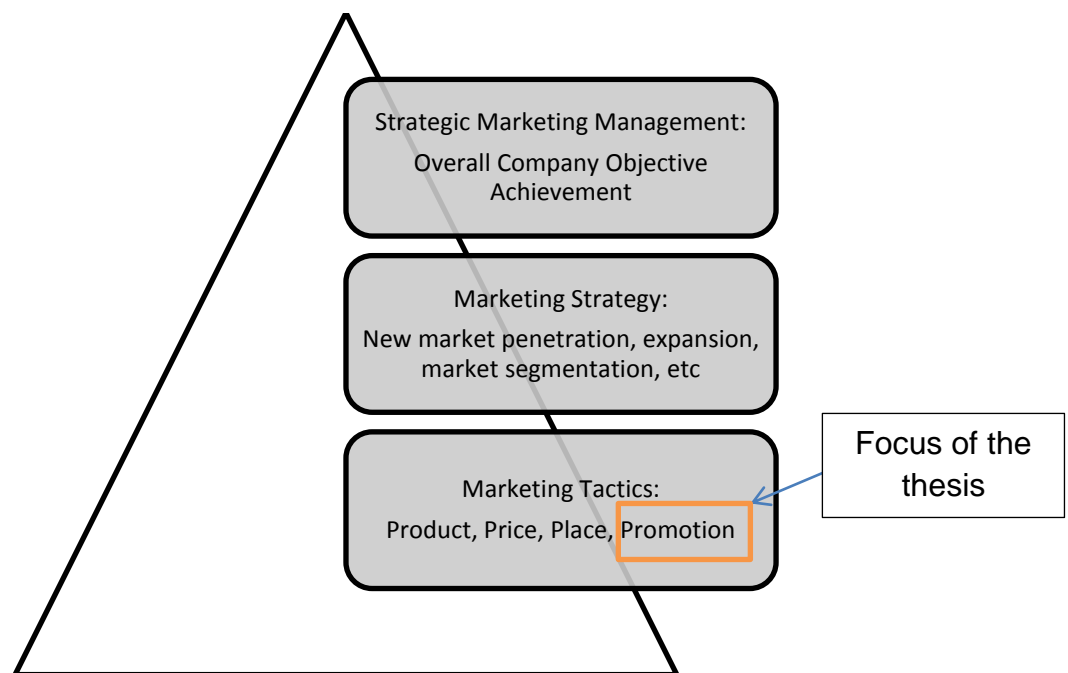 Strategic Marketing Management:
Overall Company Objective
Achievement
Marketing Strategy:
New market penetration, expansion,
market segmentation, etc
Marketing Tactics:
Product, Price, Place, Promotion
Focus of the
thesis